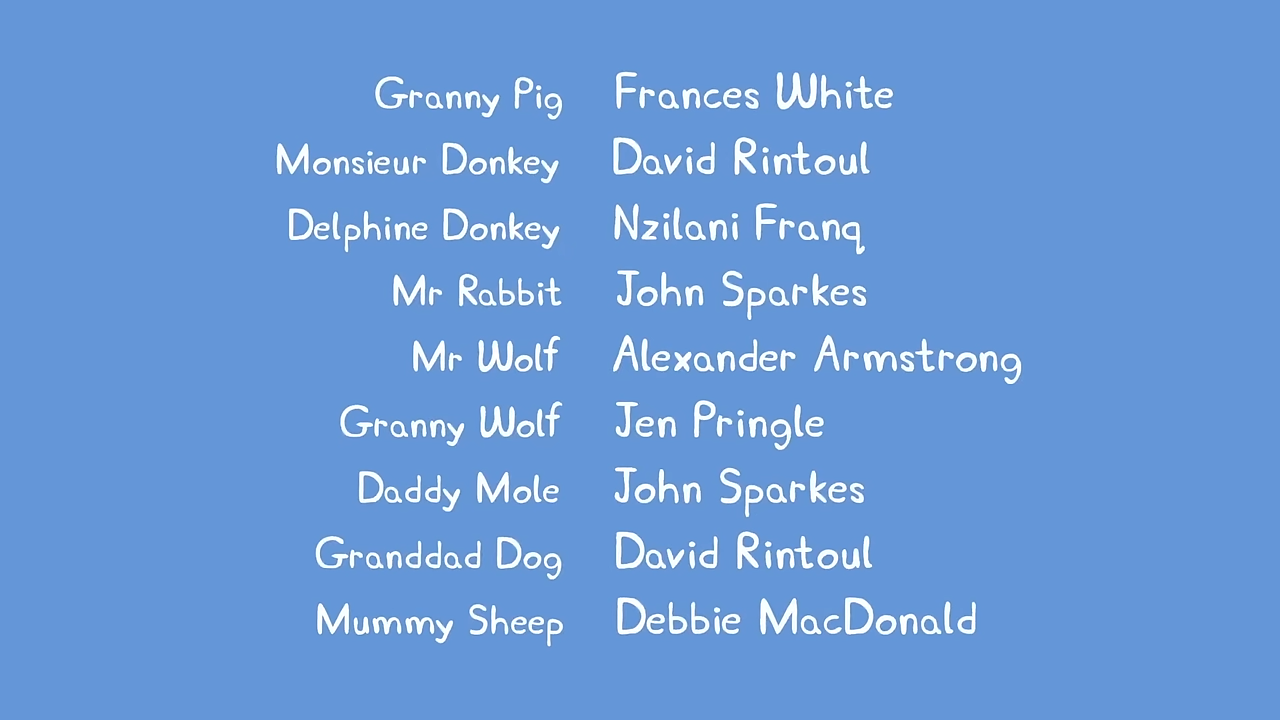 Granny Pig Frances White
Monsieur Donkey David Rintoul
Delphine Donkey Nzilani Franq
Mr Rabbit John Sparkes
Mr Wolf Alexander Armstrong
Granny Wolf Jen Pringle
Daddy Mole John Sparkes
Granddad Dog David Rintoul
Mummy Sheep Debbie MacDonald